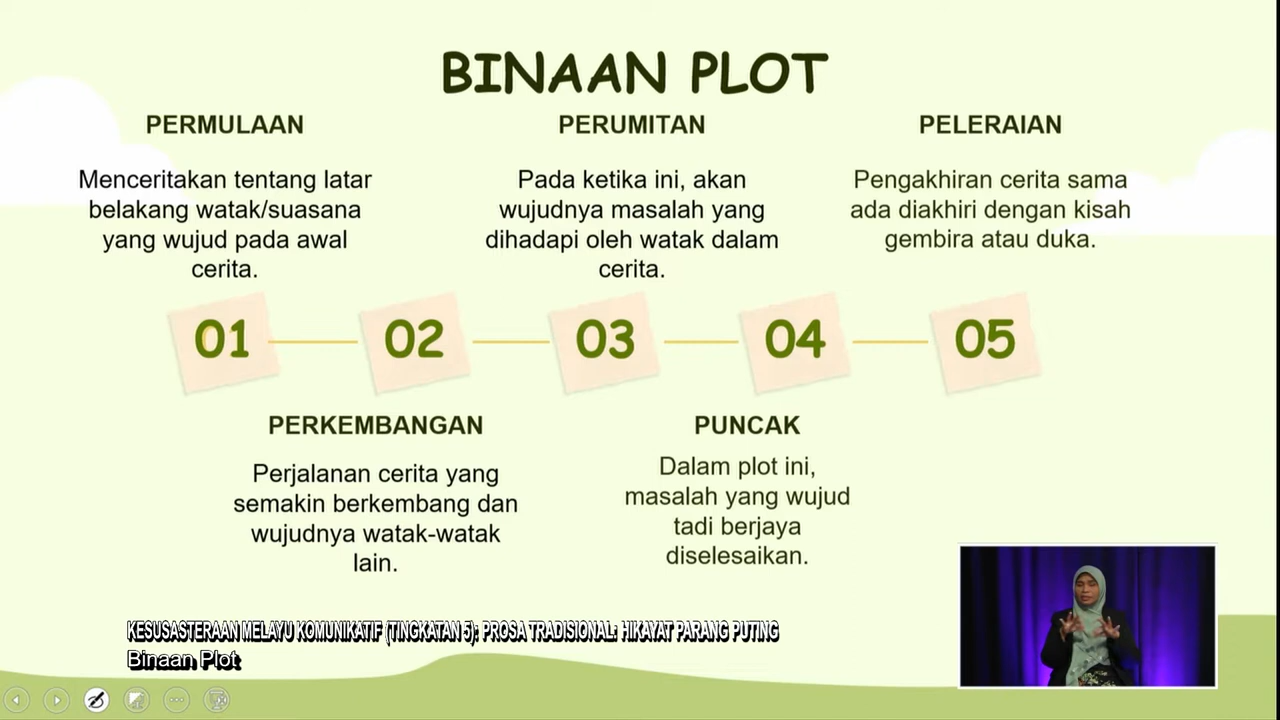 BINAAN PLOT
PERMULAAN
Menceritakan tentang latar
belakang watak/suasana
yang wujud pada awal
cerita.
PERUMITAN
Pada ketika ini, akan
wujudnya masalah yang
dihadapi oleh watak dalam
cerita.
PELERAIAN
Pengakhiran cerita sama
ada diakhiri dengan kisah
gembira atau duka.
01
02
03
04
05
PERKEMBANGAN
Perjalanan cerita yang
semakin berkembang dan
wujudnya watak-watak
lain.
PUNCAK
Dalam plot ini,
masalah yang wujud
tadi berjaya
diselesaikan.
KESUSASTERAAN MELAYU KOMUNIKATIF (TINGKATAN 5): PROSA TRADISIONAL: HIKAYAT PARANG PUTING
Binaan Plot